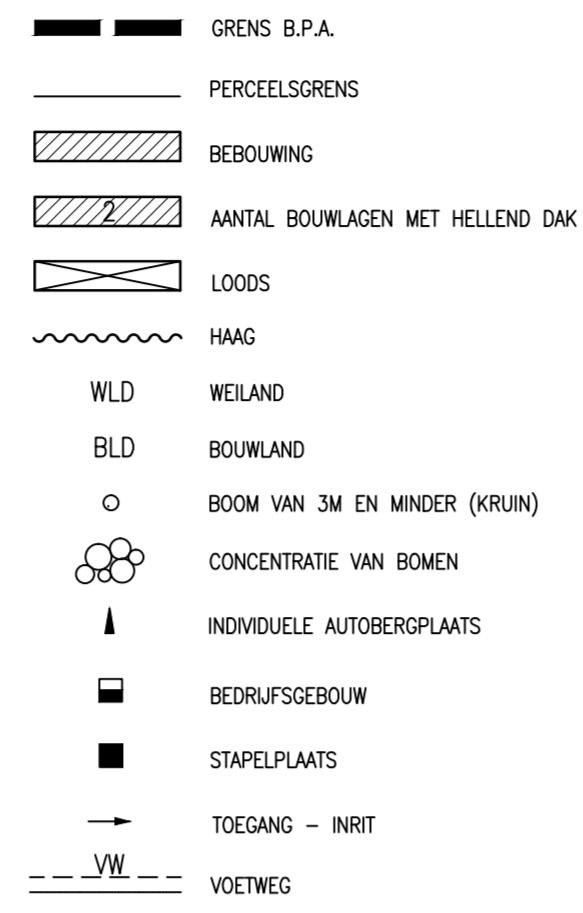 GRENS B.P.A.
PERCEELSGRENS
BEBOUWING
2 AANTAL BOUWLAGEN MET HELLEND DAK
LOODS
HAAG
WLD WEILAND
BLD BOUWLAND
BOOM VAN 3M EN MINDER (KRUIN)
CONCENTRATIE VAN BOMEN
INDIVIDUELE AUTOBERGPLAATS
BEDRIJFSGEBOUW
STAPELPLAATS
TOEGANG – INRIT
VW VOETWEG